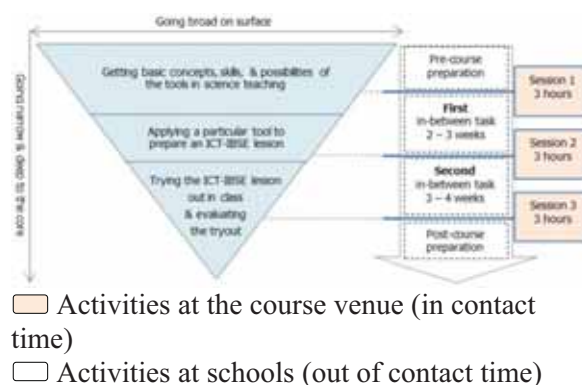 Going broad on surface
Going narrow & deep to the core
Getting basic concepts, skills, & possibilities of
the tools in science teaching
Applying a particular tool to
prepare an ICT-IBSE lesson
Trying the ICT-IBSE lesson
out in class
& evaluating
the tryout
Pre-course
preparation
First
in-between task
2 – 3 weeks
Second
in-between task
3 – 4 weeks
Post-course
preparation
Session 1
3 hours
Session 2
3 hours
Session 3
3 hours
Activities at the course venue (in contact
time)
Activities at schools (out of contact time)